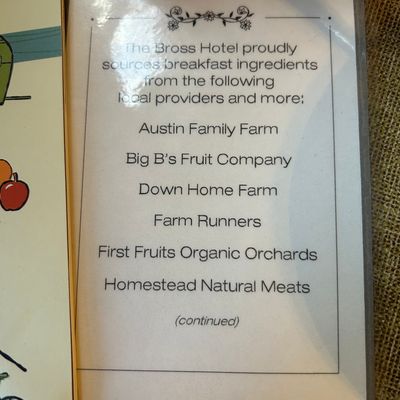 The Bross Hotel proudly
sources breakfast ingredients
from the following
local providers and more:
Austin Family Farm
Big B's Fruit Company
Down Home Farm
Farm Runners
First Fruits Organic Orchards
Homestead Natural Meats
(continued)